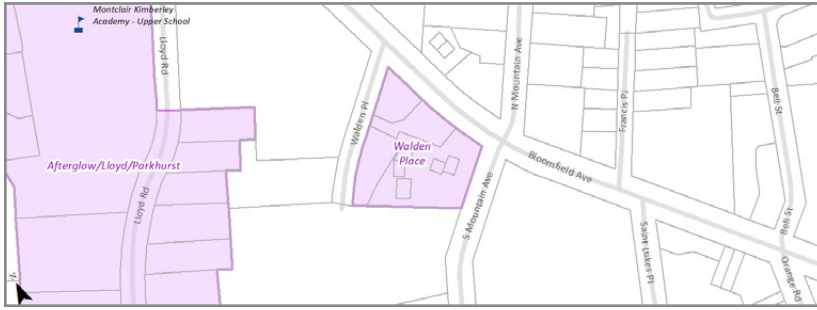 Montclair Kimberley
Academy - Upper School
Lloyd Rd
Walden Pl
N Mountain Ave
Francis Pl
Bell St
Walden
Place
Afterglow/Lloyd/Parkhurst
Bloomfield Ave
Lloyd Rd
S Mountain Ave
Saint Lukes Pl
Bell St
Orange Rd
N